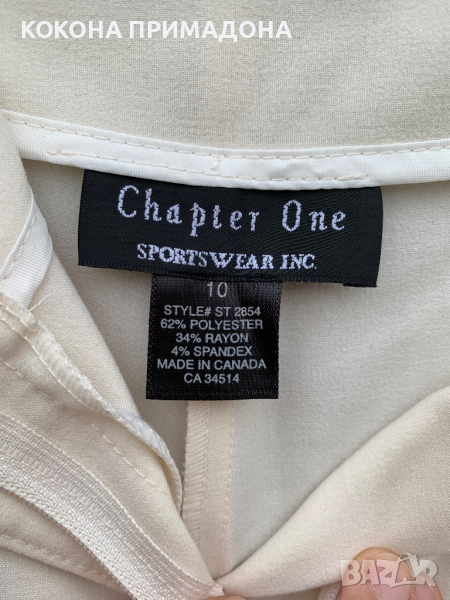 КОКОНА ПРИМАДОНА
Chapter One
SPORTSWEAR INC.
10
STYLE# ST 2854
62% POLYESTER
34% RAYON
4% SPANDEX
MADE IN CANADA
CA 34514
BAZAR